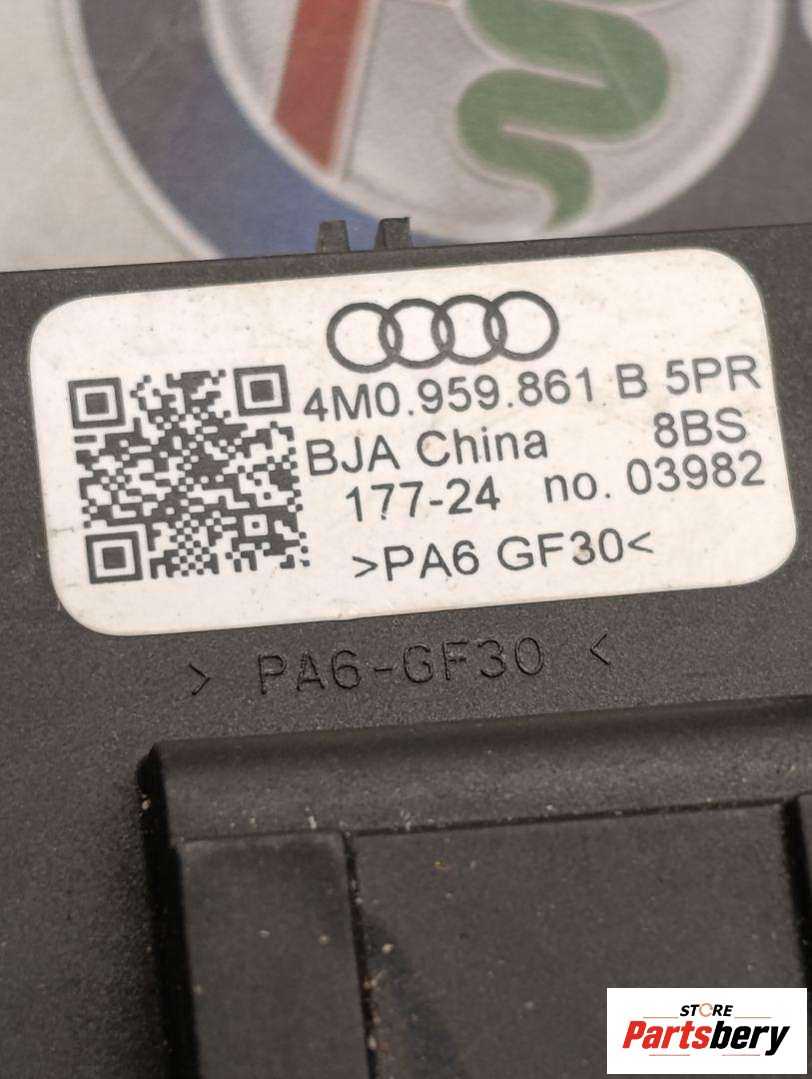 4M0.959.861 B 5PR
BJA China 8BS
177-24 no. 03982
>PA6 GF30<
> PA6-GF30 <
STORE
Partsbery